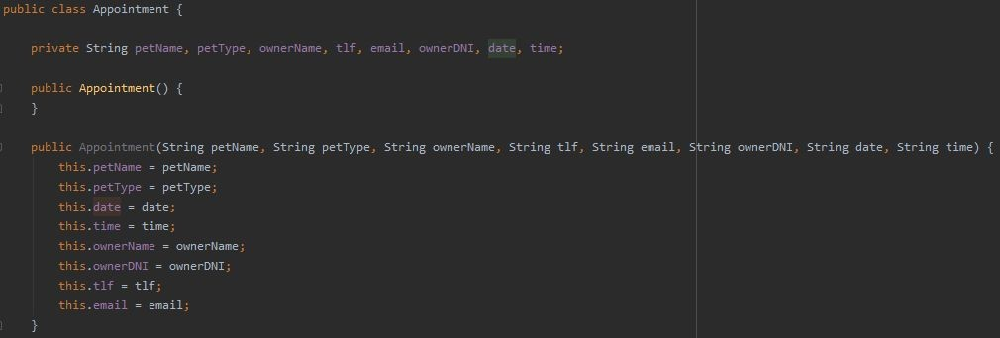 public class Appointment {
private String petName, petType, ownerName, tlf, email, ownerDNI, date, time;
public Appointment() {
}
public Appointment(String petName, String petType, String ownerName, String tlf, String email, String ownerDNI, String date, String time) {
this.petName = petName;
this.petType = petType;
this.date = date;
this.time = time;
this.ownerName = ownerName;
this.ownerDNI = ownerDNI;
this.tlf = tlf;
this.email = email;
}